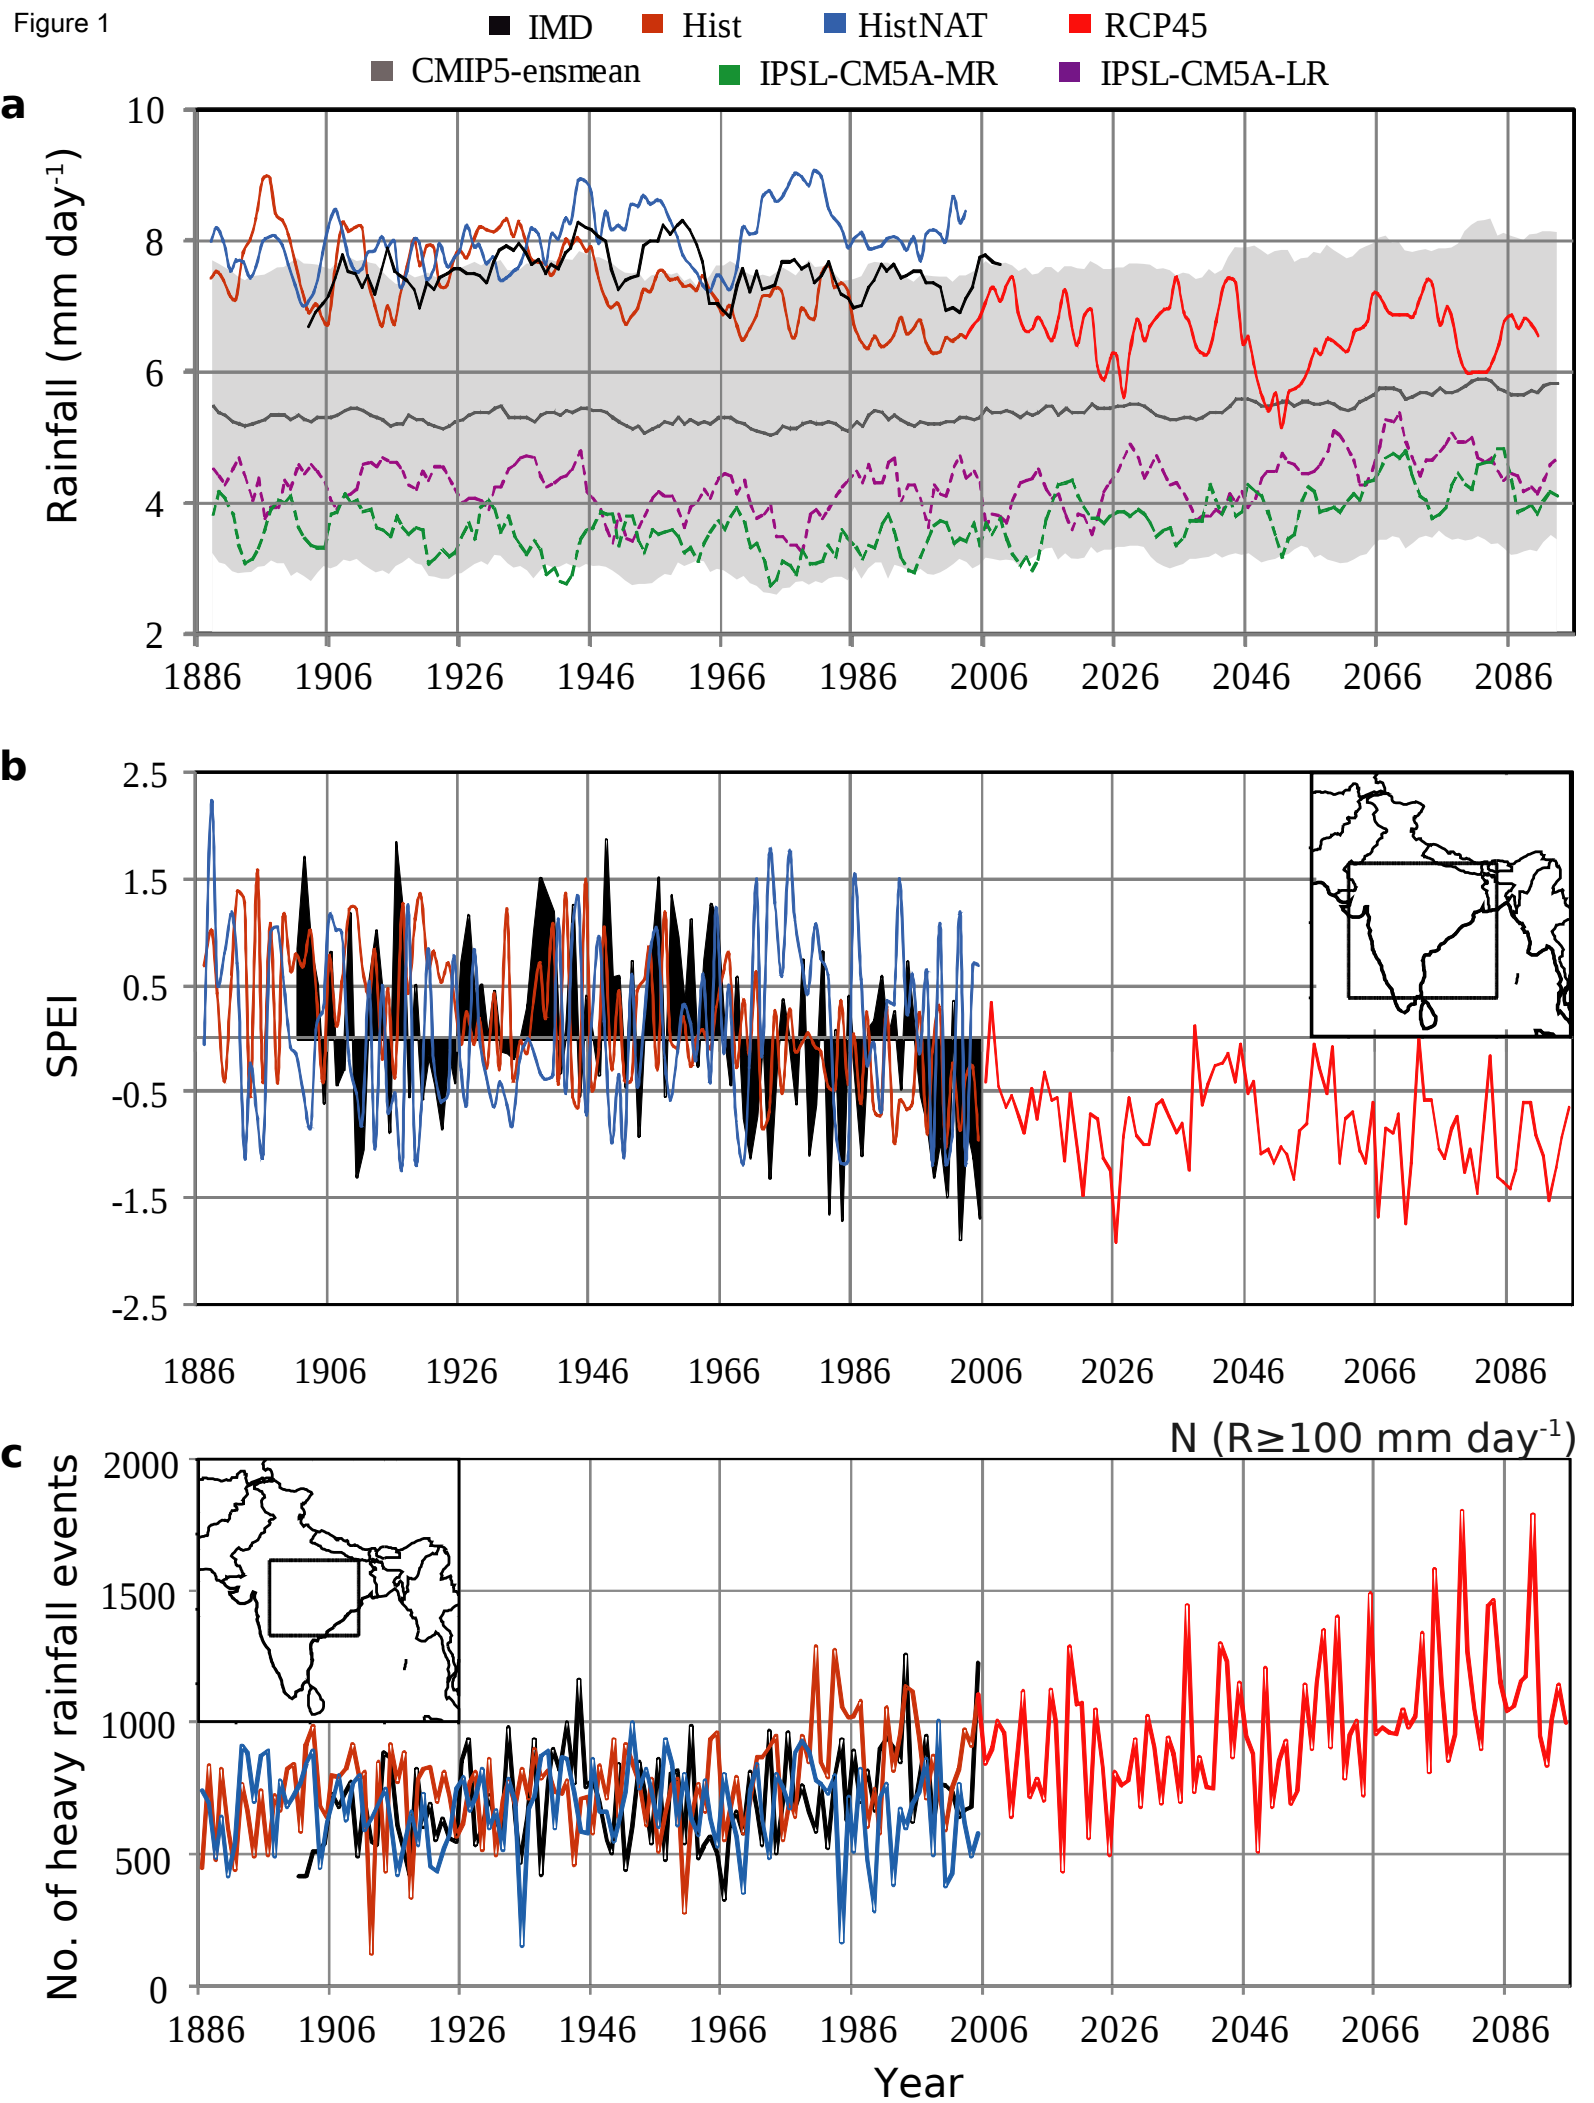 Figure 1
IMD Hist HistNAT RCP45
CMIP5-ensmean IPSL-CM5A-MR IPSL-CM5A-LR
a
Rainfall (mm day-1)
10
8
6
4
2
1886 1906 1926 1946 1966 1986 2006 2026 2046 2066 2086
b
SPEI
2.5
1.5
0.5
-0.5
-1.5
-2.5
1886 1906 1926 1946 1966 1986 2006 2026 2046 2066 2086
N (R≥100 mm day-1)
c
No. of heavy rainfall events
2000
1500
1000
500
0
1886 1906 1926 1946 1966 1986 2006 2026 2046 2066 2086
Year